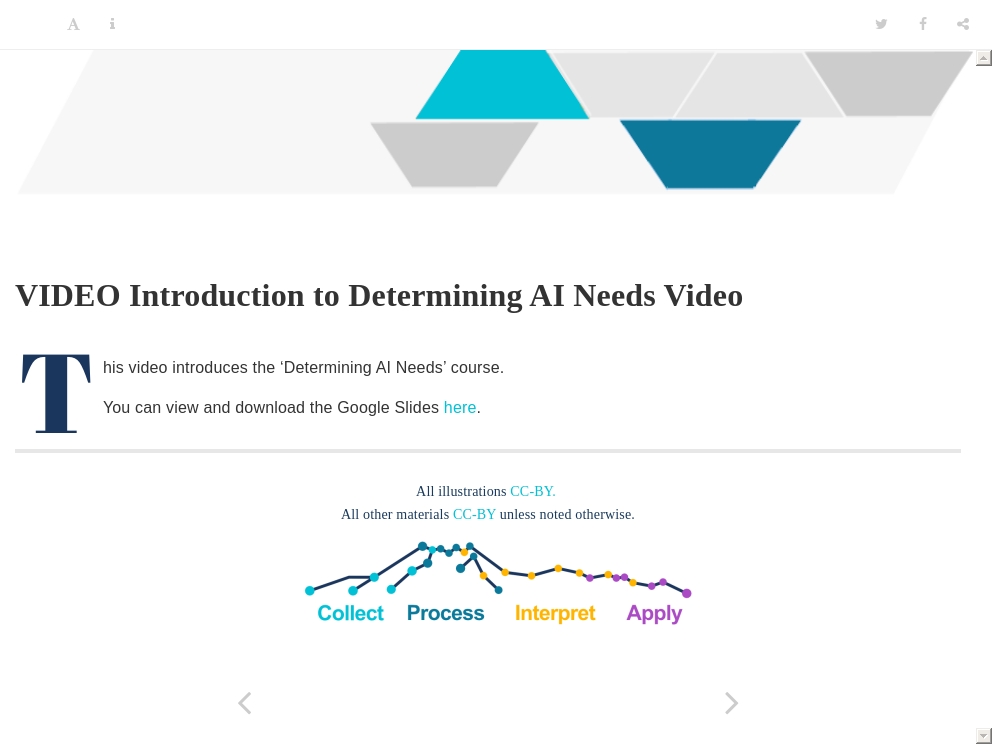 VIDEO Introduction to Determining AI Needs Video
This video introduces the ‘Determining AI Needs’ course.
You can view and download the Google Slides here.
All illustrations CC-BY.
All other materials CC-BY unless noted otherwise.
Collect Process Interpret Apply